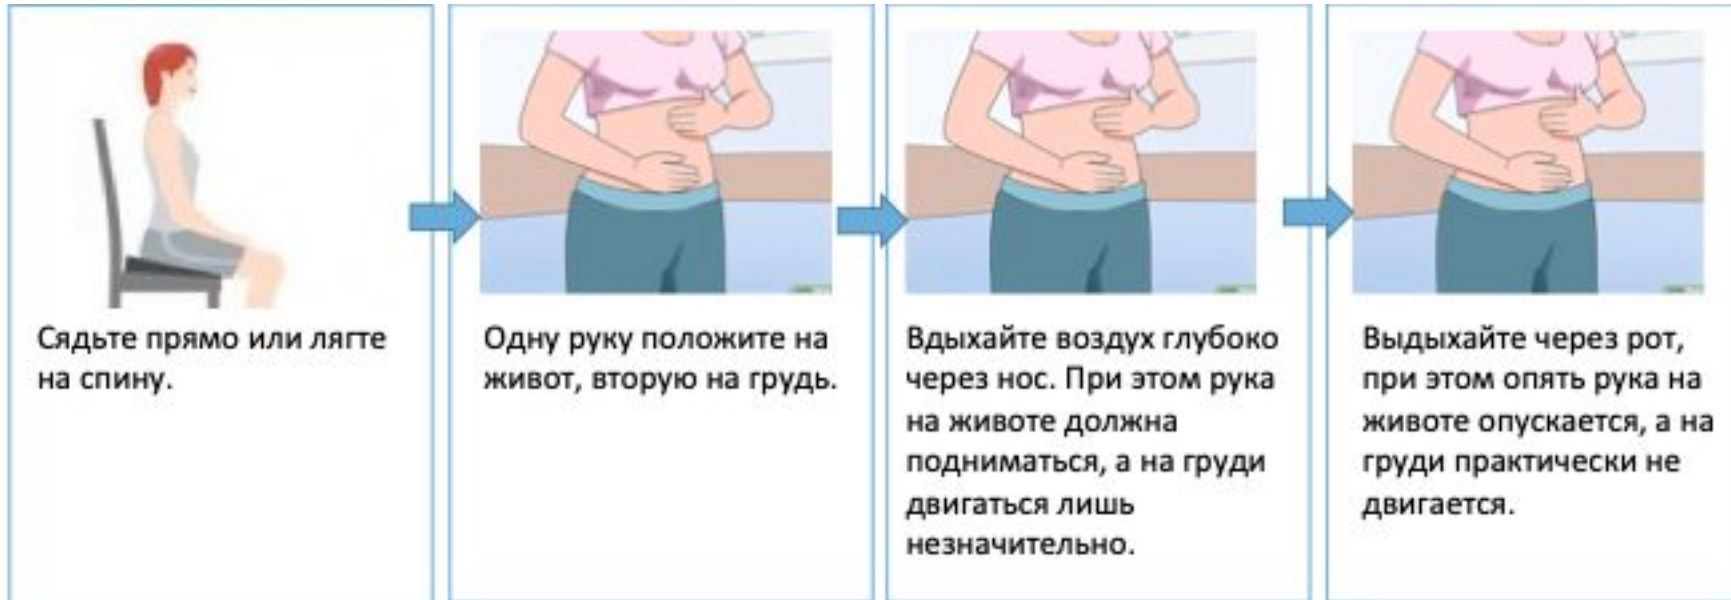 Сядьте прямо или лягте
на спину.
Одну руку положите на
живот, вторую на грудь.
Вдыхайте воздух глубоко
через нос. При этом рука
на животе должна
подниматься, а на груди
двигаться лишь
незначительно.
Выдыхайте через рот,
при этом опять рука на
животе опускается, а на
груди практически не
двигается.